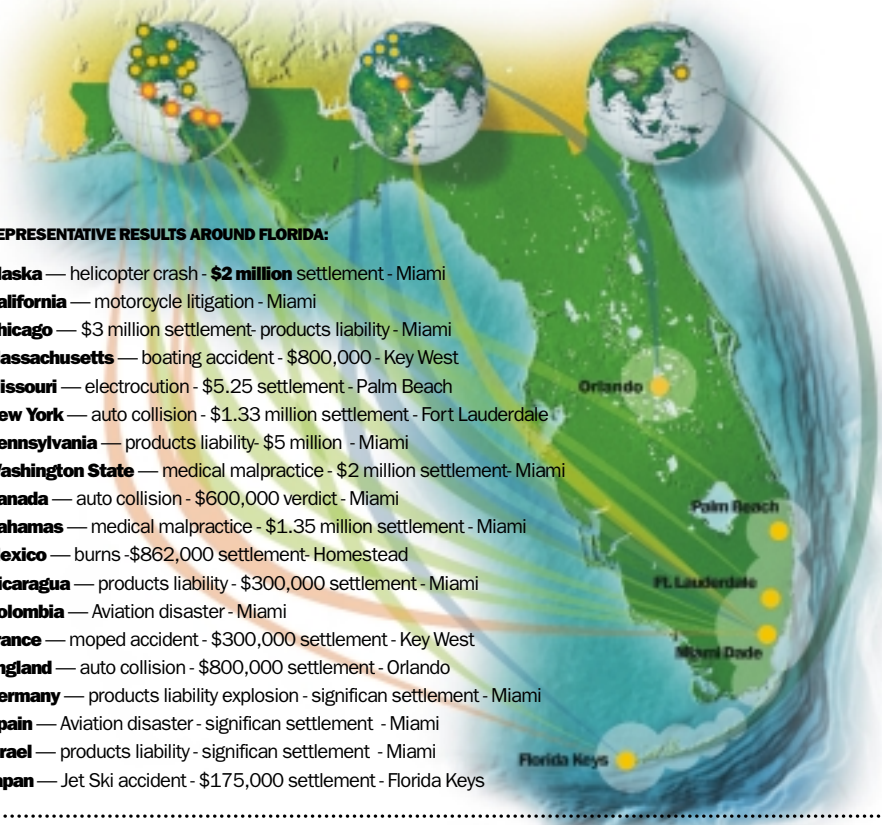 EPRESENTATIVE RESULTS AROUND FLORIDA:
laska — helicopter crash - $2 million settlement - Miami
alifornia — motorcycle litigation - Miami
hicago — $3 million settlement- products liability - Miami
assachusetts — boating accident - $800,000 - Key West
issouri — electrocution - $5.25 settlement - Palm Beach
ew York — auto collision - $1.33 million settlement - Fort Lauderdale
ennsylvania — products liability- $5 million - Miami
ashington State — medical malpractice - $2 million settlement- Miami
anada — auto collision - $600,000 verdict - Miami
ahamas — medical malpractice - $1.35 million settlement - Miami
exico — burns -$862,000 settlement- Homestead
icaragua — products liability - $300,000 settlement - Miami
olombia — Aviation disaster - Miami
rance — moped accident - $300,000 settlement - Key West
ngland — auto collision - $800,000 settlement - Orlando
ermany — products liability explosion - significan settlement - Miami
pain — Aviation disaster - significan settlement - Miami
rael — products liability - significan settlement - Miami
apan — Jet Ski accident - $175,000 settlement - Florida Keys
Orlando
Palm Beach
Ft. Lauderdale
Miami Dade
Florida Keys